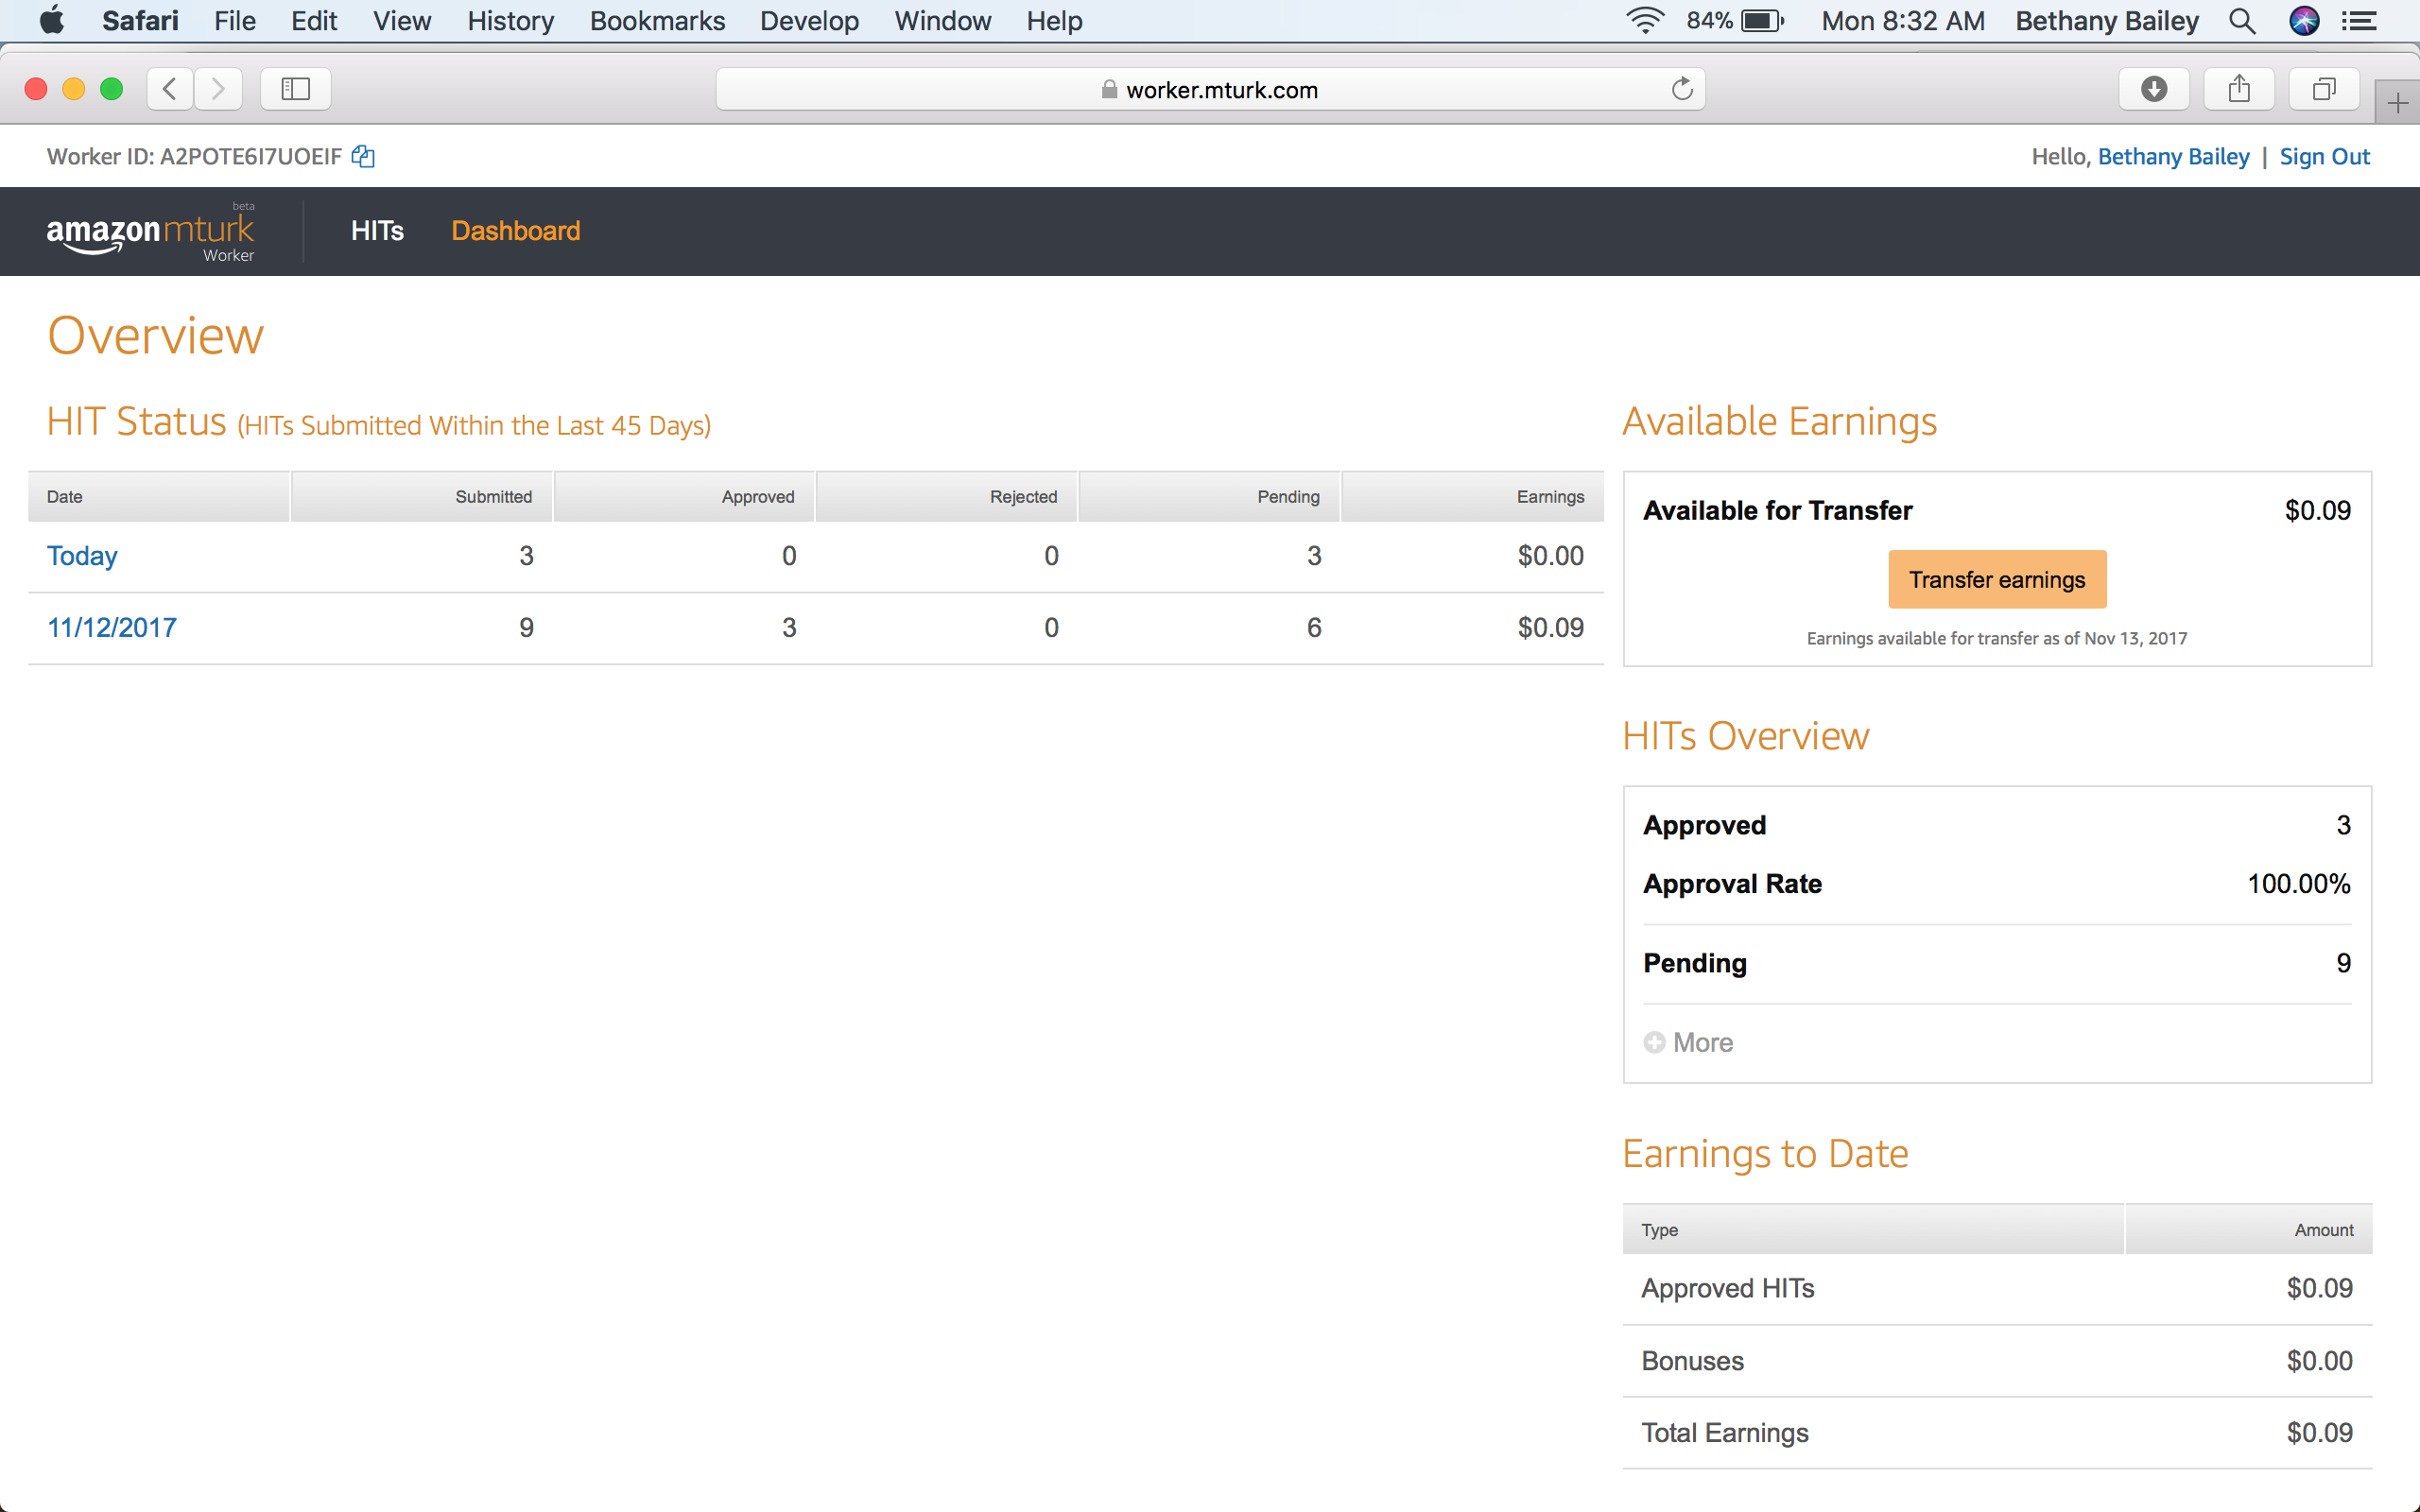 Safari File Edit View History Bookmarks Develop Window Help 84% Mon 8:32 AM Bethany Bailey
worker.mturk.com
Worker ID: A2POTE6I7UOEIF Hello, Bethany Bailey | Sign Out
beta
amazon mturk HITs Dashboard
Worker
Overview
HIT Status (HITs Submitted Within the Last 45 Days)
Date Submitted Approved Rejected Pending Earnings
Today 3 0 0 3 $0.00
11/12/2017 9 3 0 6 $0.09
Available Earnings
Available for Transfer $0.09
Transfer earnings
Earnings available for transfer as of Nov 13, 2017
HITs Overview
Approved 3
Approval Rate 100.00%
Pending 9
More
Earnings to Date
Type Amount
Approved HITs $0.09
Bonuses $0.00
Total Earnings $0.09